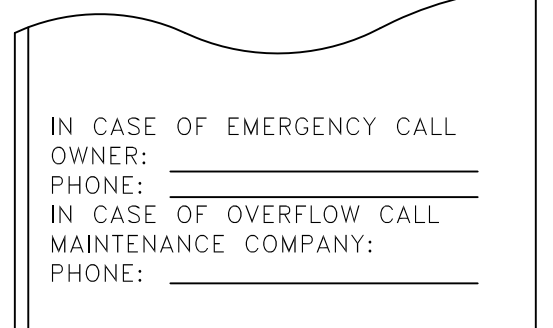 IN CASE OF EMERGENCY CALL
OWNER:
PHONE:
IN CASE OF OVERFLOW CALL
MAINTENANCE COMPANY:
PHONE: